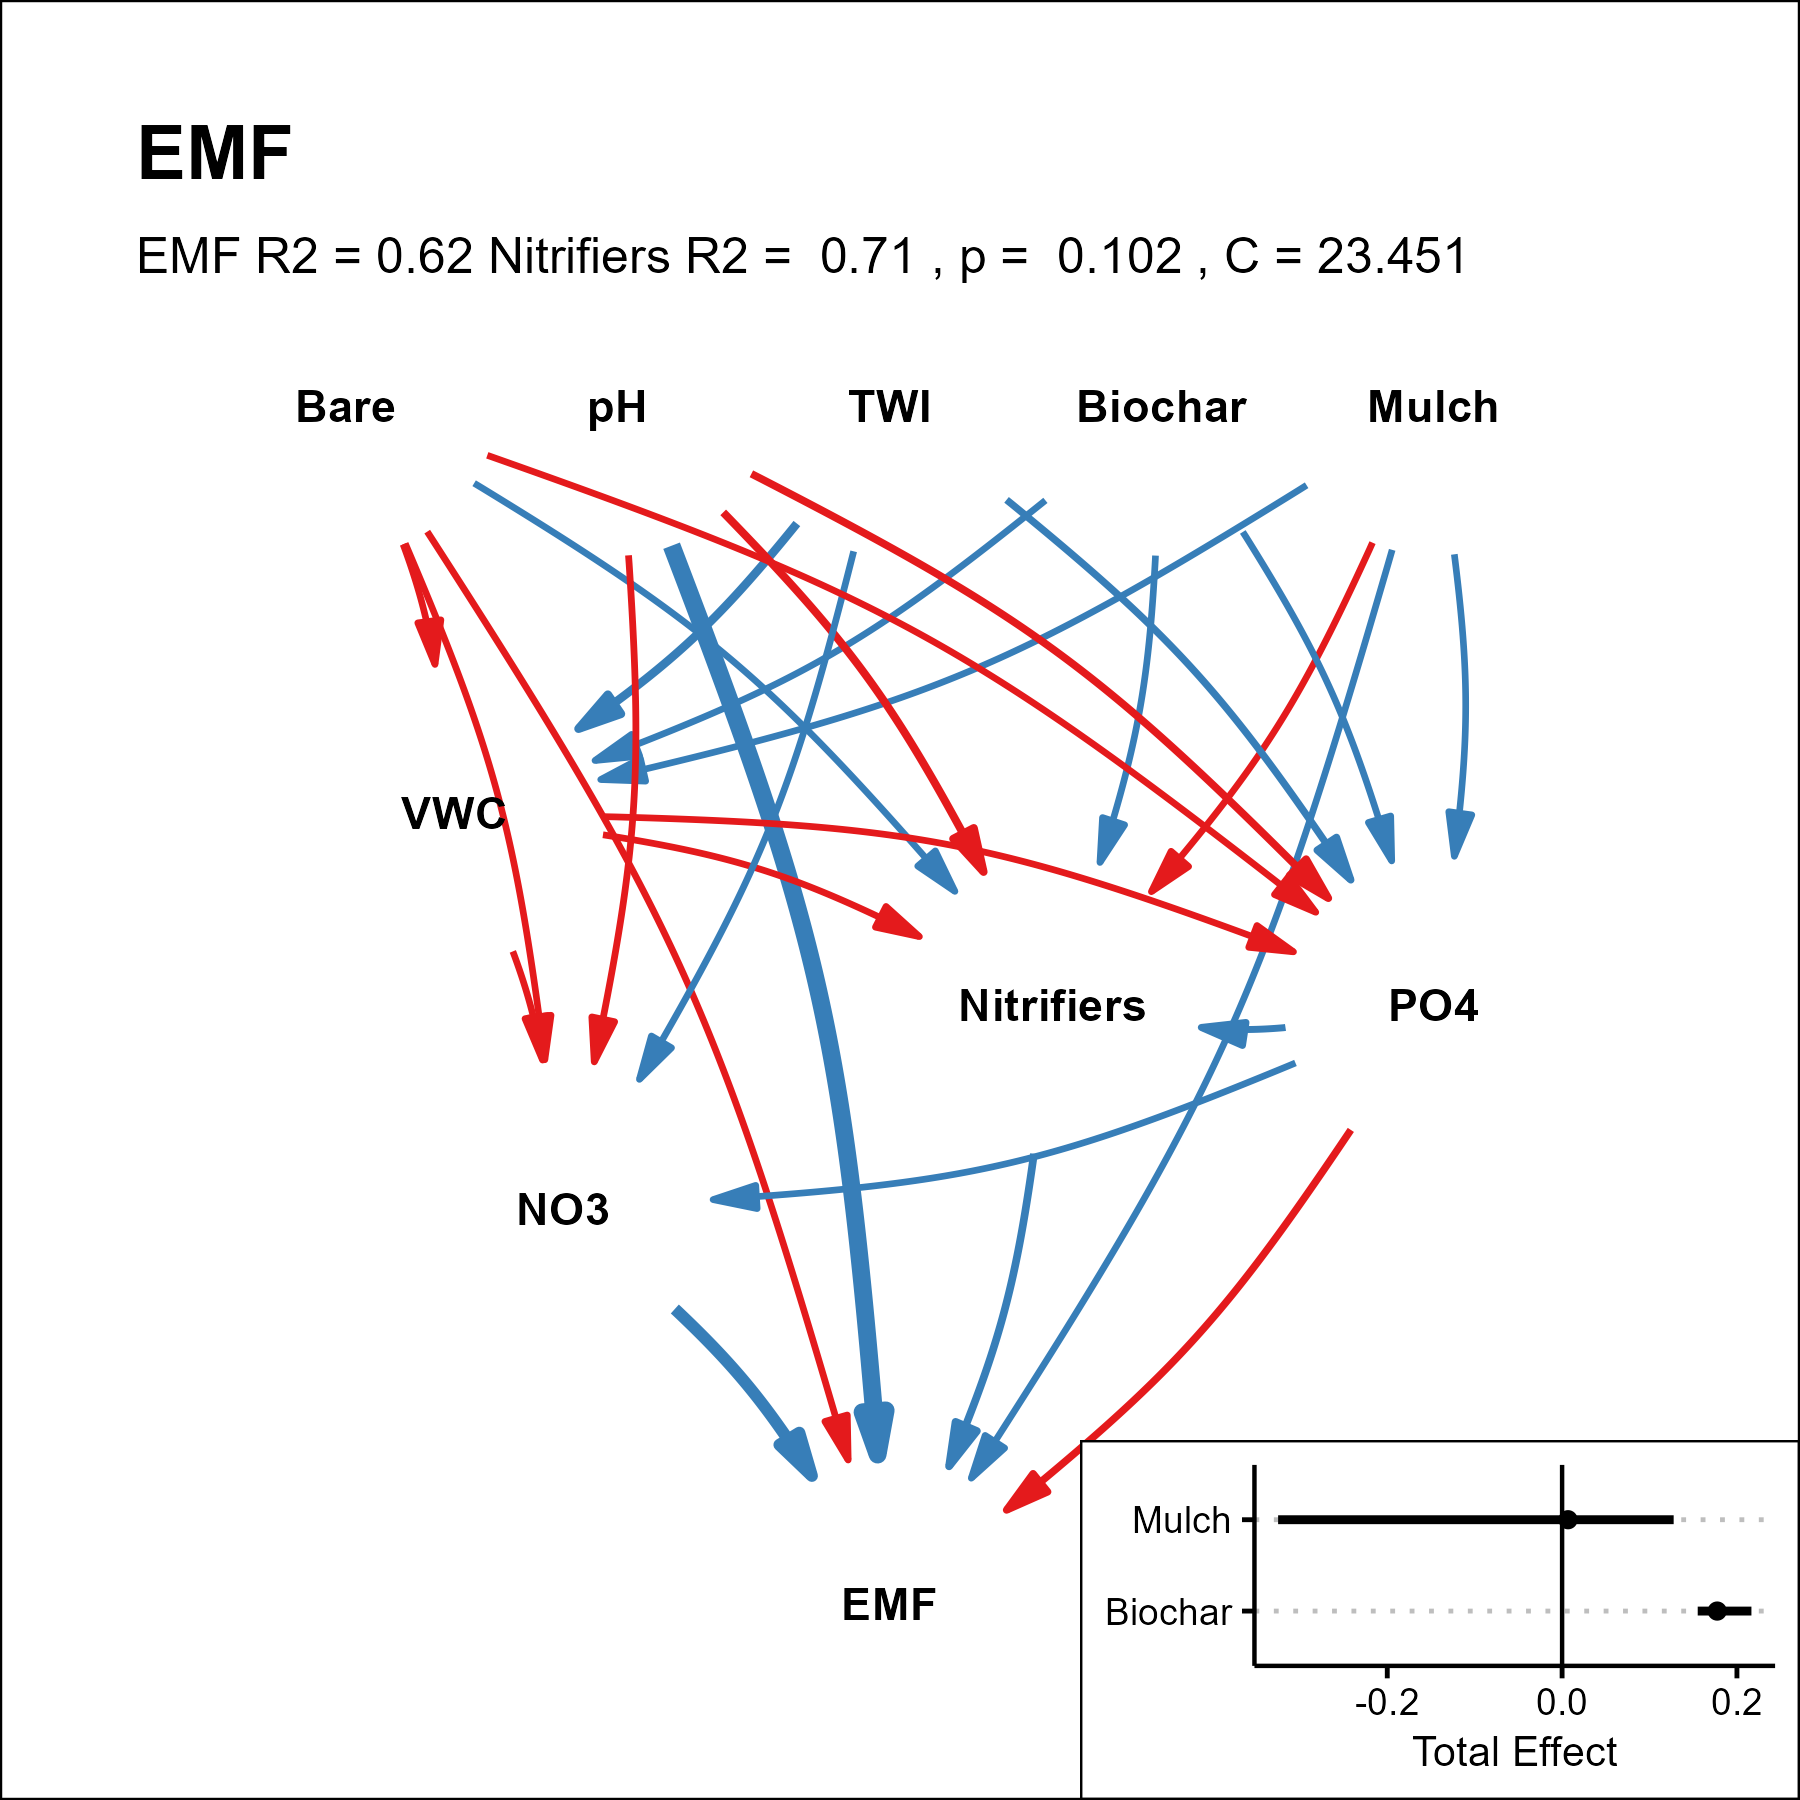 EMF
EMF R2 = 0.62 Nitrifiers R2 =  0.71 , p =  0.102 , C = 23.451
Bare pH TWI Biochar Mulch
VWC
Nitrifiers PO4
NO3
EMF
Mulch
Biochar
-0.2 0.0 0.2
Total Effect